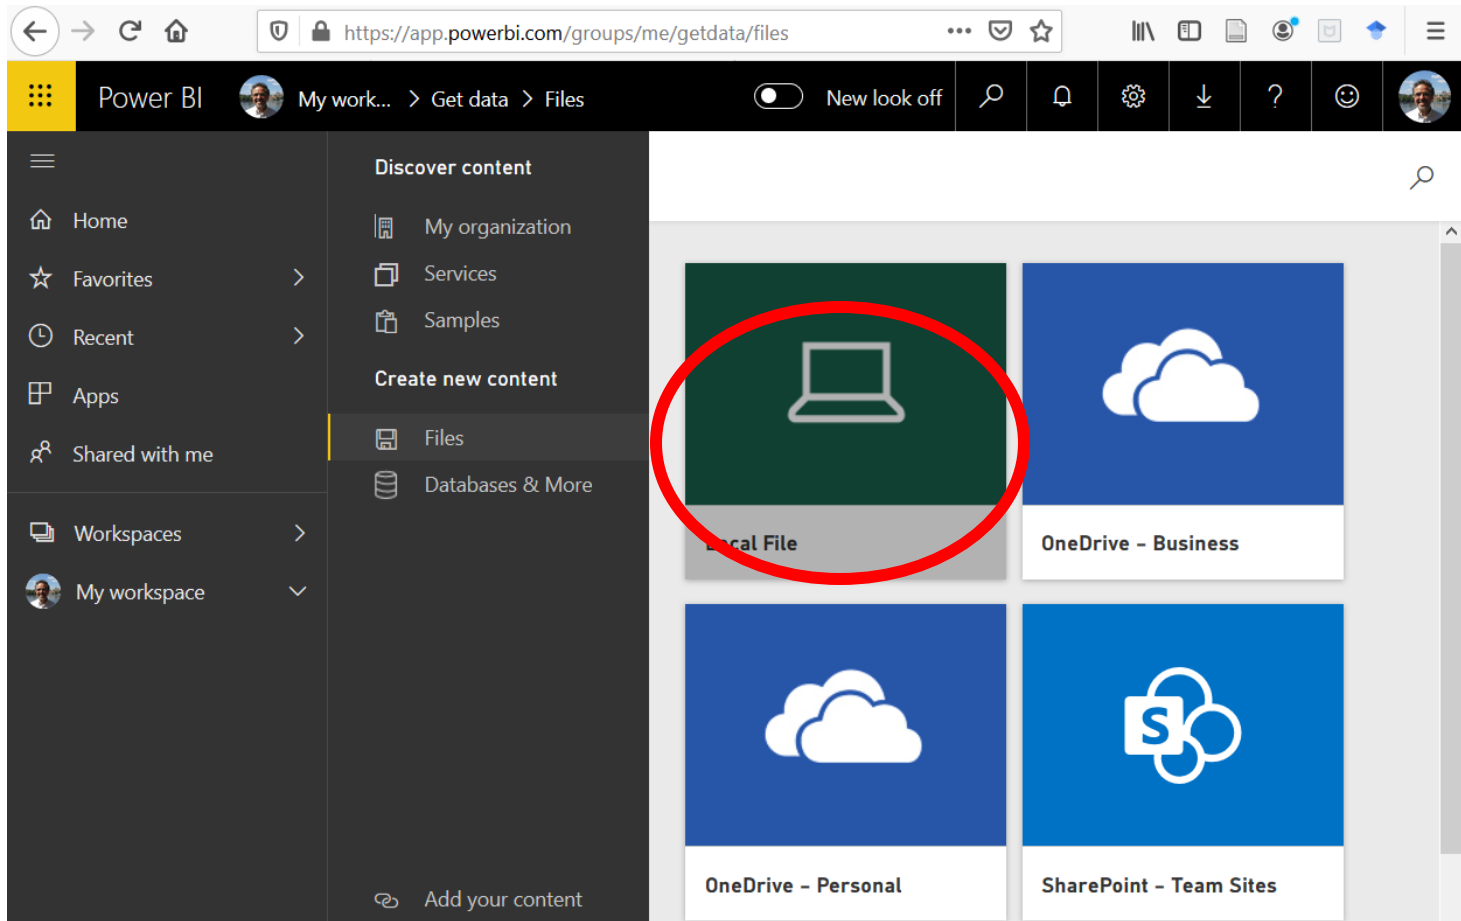 https://app.powerbi.com/groups/me/getdata/files
Power BI
My work... > Get data > Files
New look off
?
Home
Favorites
Recent
Apps
Shared with me
Workspaces
My workspace
Discover content
My organization
Services
Samples
Create new content
Files
Databases & More
Add your content
Local File
OneDrive – Business
S
OneDrive – Personal
SharePoint – Team Sites